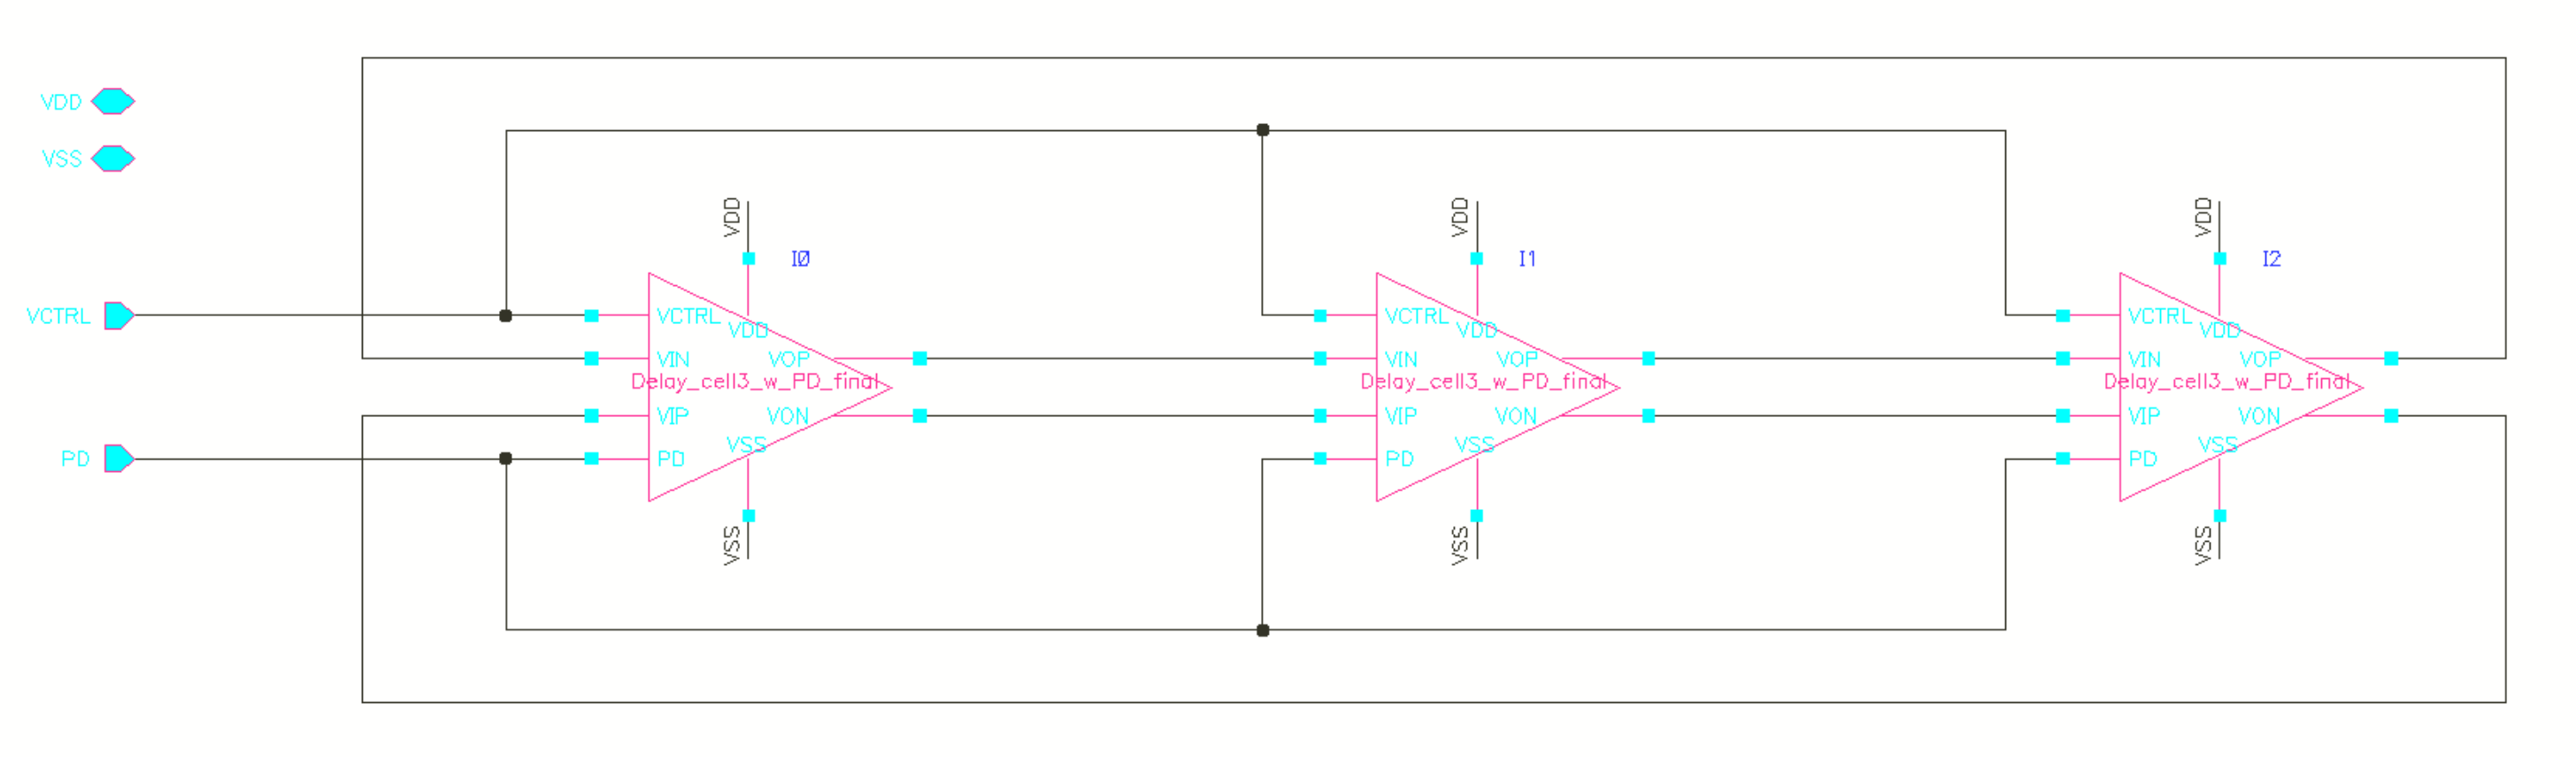 VDD
VSS
VCTRL
PD
VDD
I0
VCTRL
VDD
VIN
VOP
Delay_cell3_w_PD_final
VIP
VON
VSS
PD
VSS
VDD
I1
VCTRL
VDD
VIN
VOP
Delay_cell3_w_PD_final
VIP
VON
VSS
PD
VSS
VDD
I2
VCTRL
VDD
VIN
VOP
Delay_cell3_w_PD_final
VIP
VON
VSS
PD
VSS